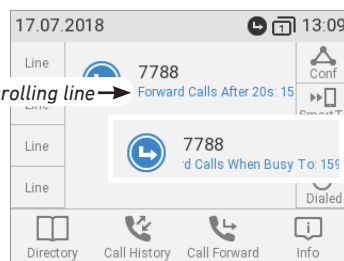 17.07.2018
1
13:09
Line
7788
Conf
rolling line
Forward Calls After 20s: 15
Line
7788
d Calls When Busy To: 159
Line
Line
Dialed
Directory
Call History
Call Forward
Info